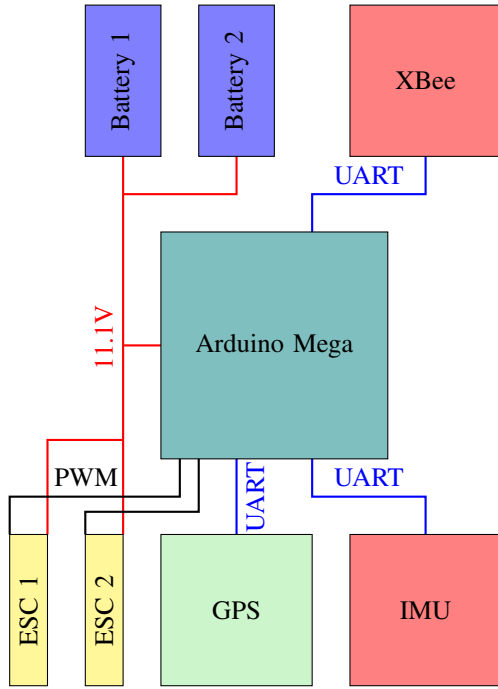 Battery 1
Battery 2
XBee
UART
11.1V
Arduino Mega
PWM
UART
UART
ESC 1
ESC 2
GPS
IMU